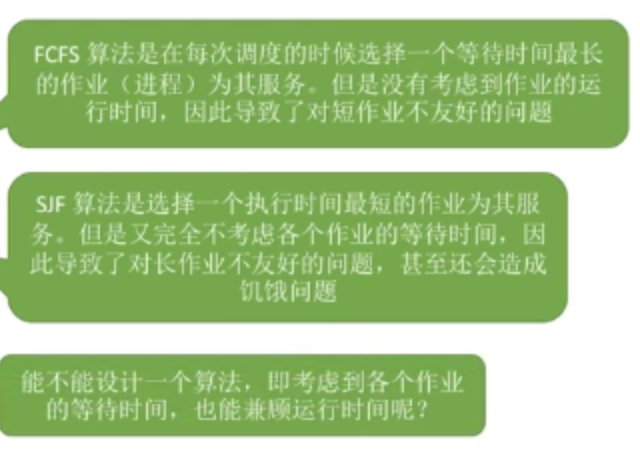 FCFS 算法是在每次调度的时候选择一个等待时间最长
的作业（进程）为其服务。但是没有考虑到作业的运
行时间，因此导致了对短作业不友好的问题
SJF 算法是选择一个执行时间最短的作业为其服
务。但是又完全不考虑各个作业的等待时间，因
此导致了对长作业不友好的问题，甚至还会造成
饥饿问题
能不能设计一个算法，即考虑到各个作业
的等待时间，也能兼顾运行时间呢？